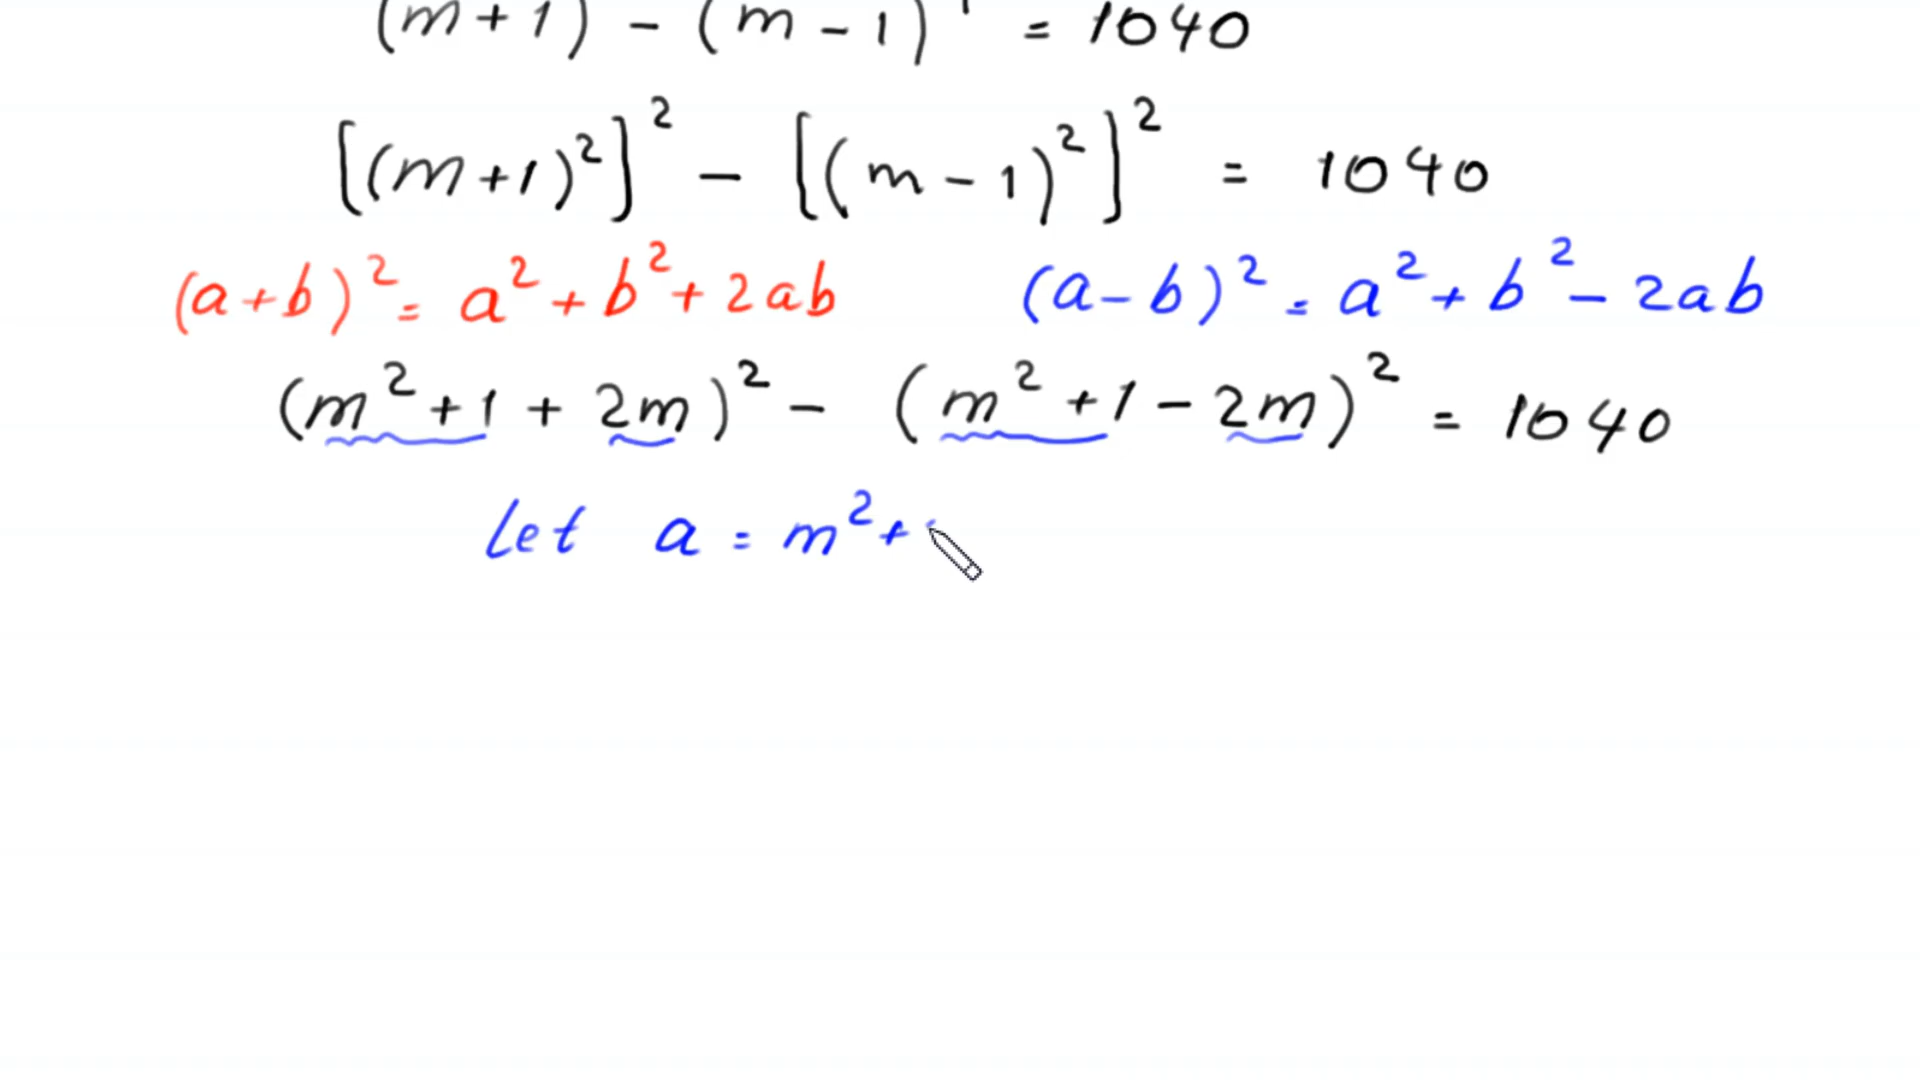 (m+1) - (m-1) = 1040
[(m+1)²]² - [(m-1)²]² = 1040
(a+b)² = a² + b² + 2ab (a-b)² = a² + b² - 2ab
(m²+1+2m)² - (m²+1-2m)² = 1040
Let a = m²+